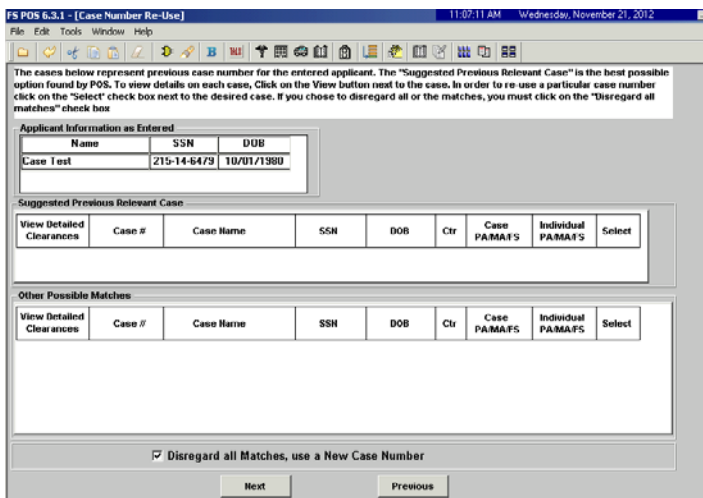 FS POS 6.3.1 - [Case Number Re-Use] 11:07:11 AM Wednesday, November 21, 2012
File Edit Tools Window Help
The cases below represent previous case number for the entered applicant. The "Suggested Previous Relevant Case" is the best possible
option found by POS. To view details on each case, Click on the View button next to the case. In order to re-use a particular case number
click on the "Select' check box next to the desired case. If you chose to disregard all or the matches, you must click on the "Disregard all
matches" check box
Applicant Information as Entered
Name SSN DOB
Case Test 215-14-6479 10/01/1980
Suggested Previous Relevant Case
View Detailed Clearances Case # Case Name SSN DOB Ctr Case PA/MA/FS Individual PA/MA/FS Select
Other Possible Matches
View Detailed Clearances Case # Case Name SSN DOB Ctr Case PA/MA/FS Individual PA/MA/FS Select
Disregard all Matches, use a New Case Number
Next Previous